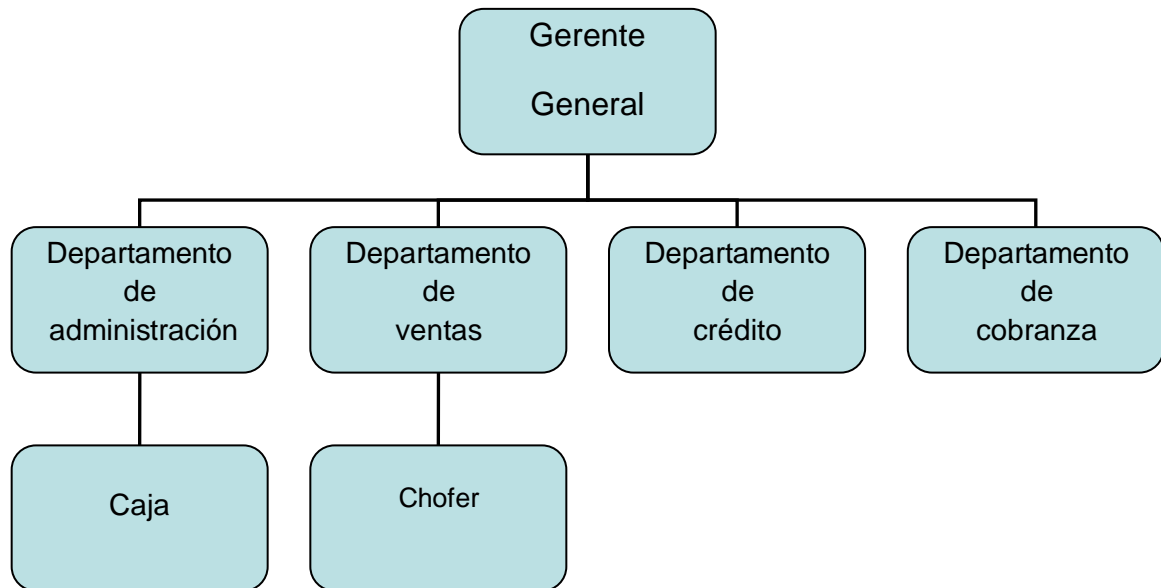 Gerente
General
Departamento
de
administración
Departamento
de
ventas
Departamento
de
crédito
Departamento
de
cobranza
Caja
Chofer